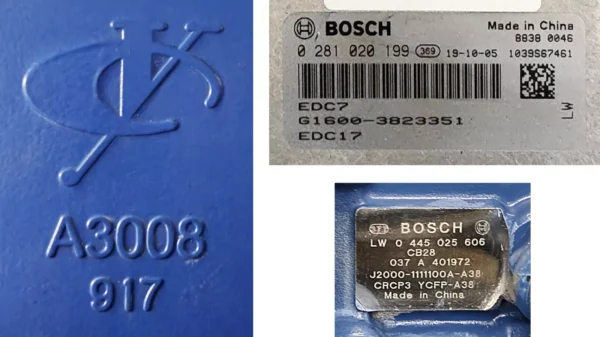 A3008
917
BOSCH
Made in China
8838 0046
0 281 020 199 369 19-10-05 1039S67461
EDC7
G1600-3823351
EDC17
LW
BOSCH
LW 0 445 025 606
CB28
037 A 401972
J2000-1111100A-A38
CRCP3 YCFP-A38
Made in China